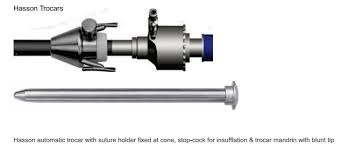 Hasson Trocars
Hasson automatic trocar with suture holder fixed at cone, stop-cock for insufflation & trocar mandrin with blunt tip